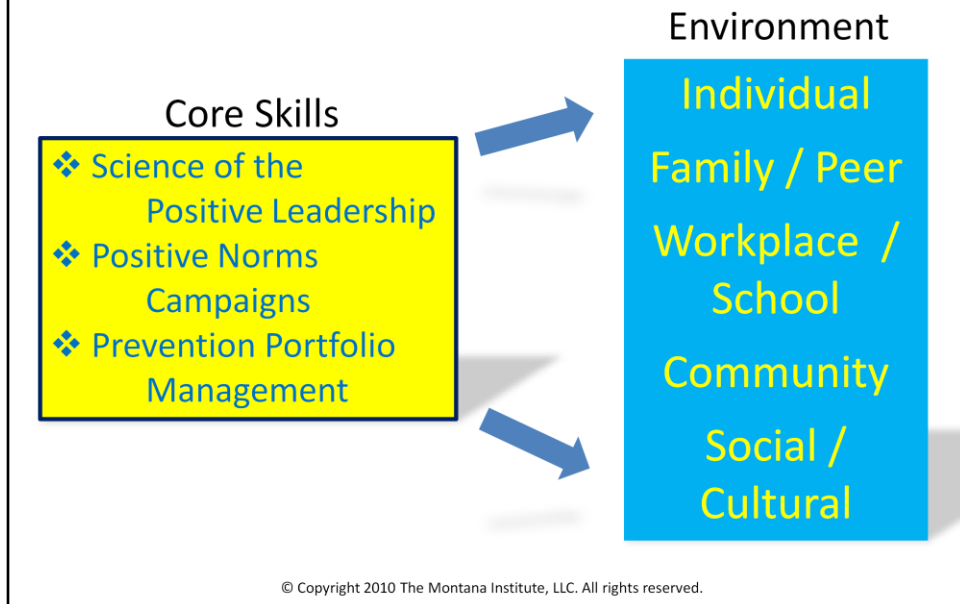 Core Skills
❖ Science of the
Positive Leadership
❖ Positive Norms
Campaigns
❖ Prevention Portfolio
Management
Environment
Individual
Family / Peer
Workplace /
School
Community
Social /
Cultural
© Copyright 2010 The Montana Institute, LLC. All rights reserved.